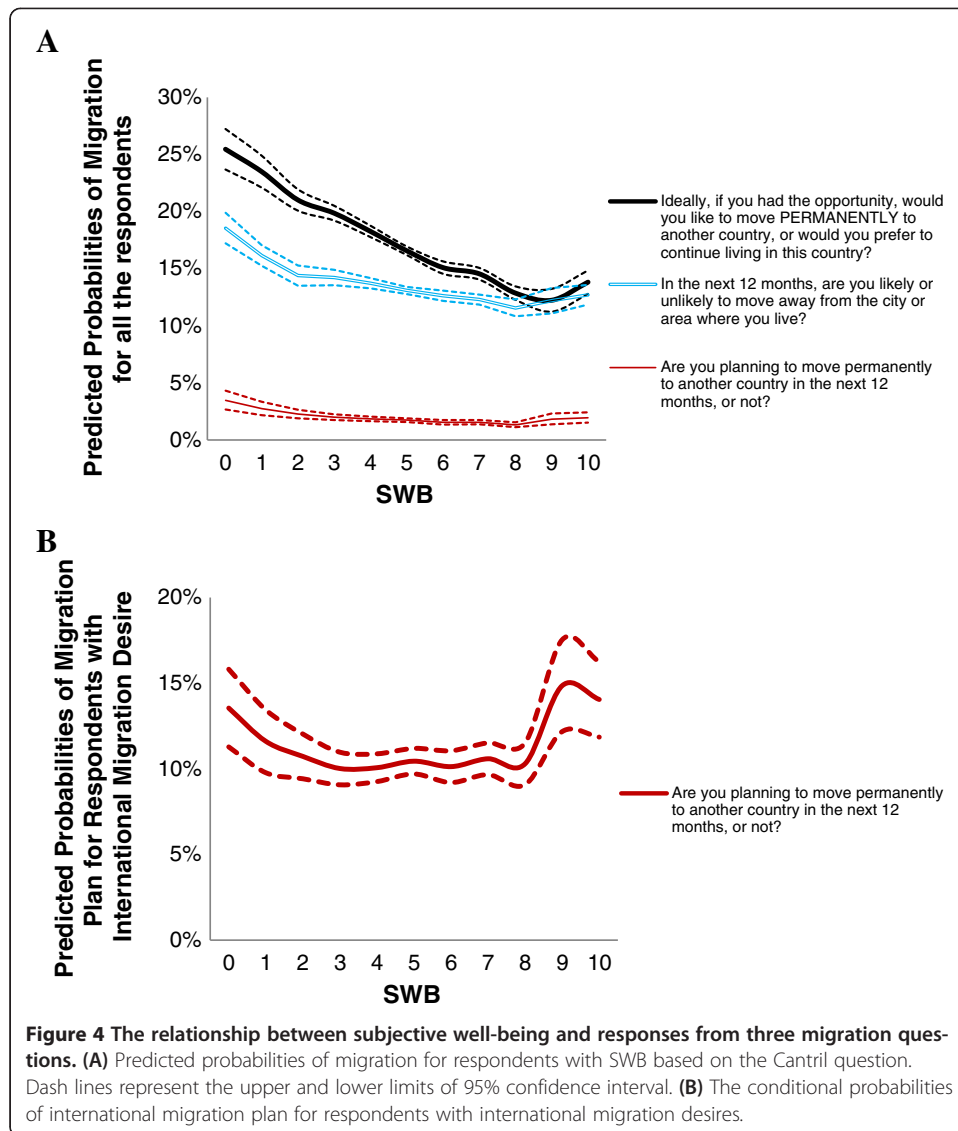 A
Predicted Probabilities of Migration
for all the respondents
30%
25%
20%
15%
10%
5%
0%
0 1 2 3 4 5 6 7 8 9 10
SWB
Ideally, if you had the opportunity, would
you like to move PERMANENTLY to
another country, or would you prefer to
continue living in this country?
In the next 12 months, are you likely or
unlikely to move away from the city or
area where you live?
Are you planning to move permanently
to another country in the next 12
months, or not?
B
Predicted Probabilities of Migration
Plan for Respondents with
International Migration Desire
20%
15%
10%
5%
0%
0 1 2 3 4 5 6 7 8 9 10
SWB
Are you planning to move permanently
to another country in the next 12
months, or not?
Figure 4 The relationship between subjective well-being and responses from three migration ques-
tions. (A) Predicted probabilities of migration for respondents with SWB based on the Cantril question.
Dash lines represent the upper and lower limits of 95% confidence interval. (B) The conditional probabilities
of international migration plan for respondents with international migration desires.